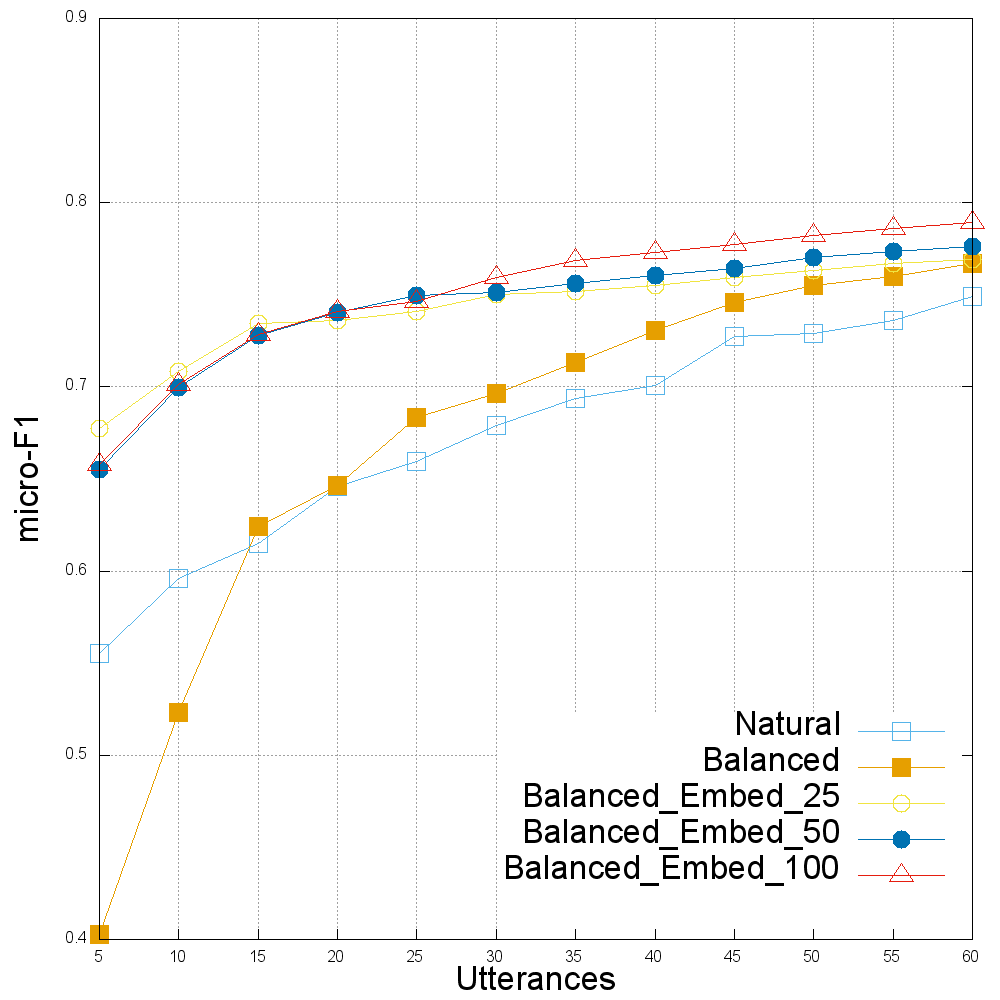 0.9
0.8
0.7
0.6
0.5
0.4
micro-F1
Natural
Balanced
Balanced_Embed_25
Balanced_Embed_50
Balanced_Embed_100
5 10 15 20 25 30 35 40 45 50 55 60
Utterances